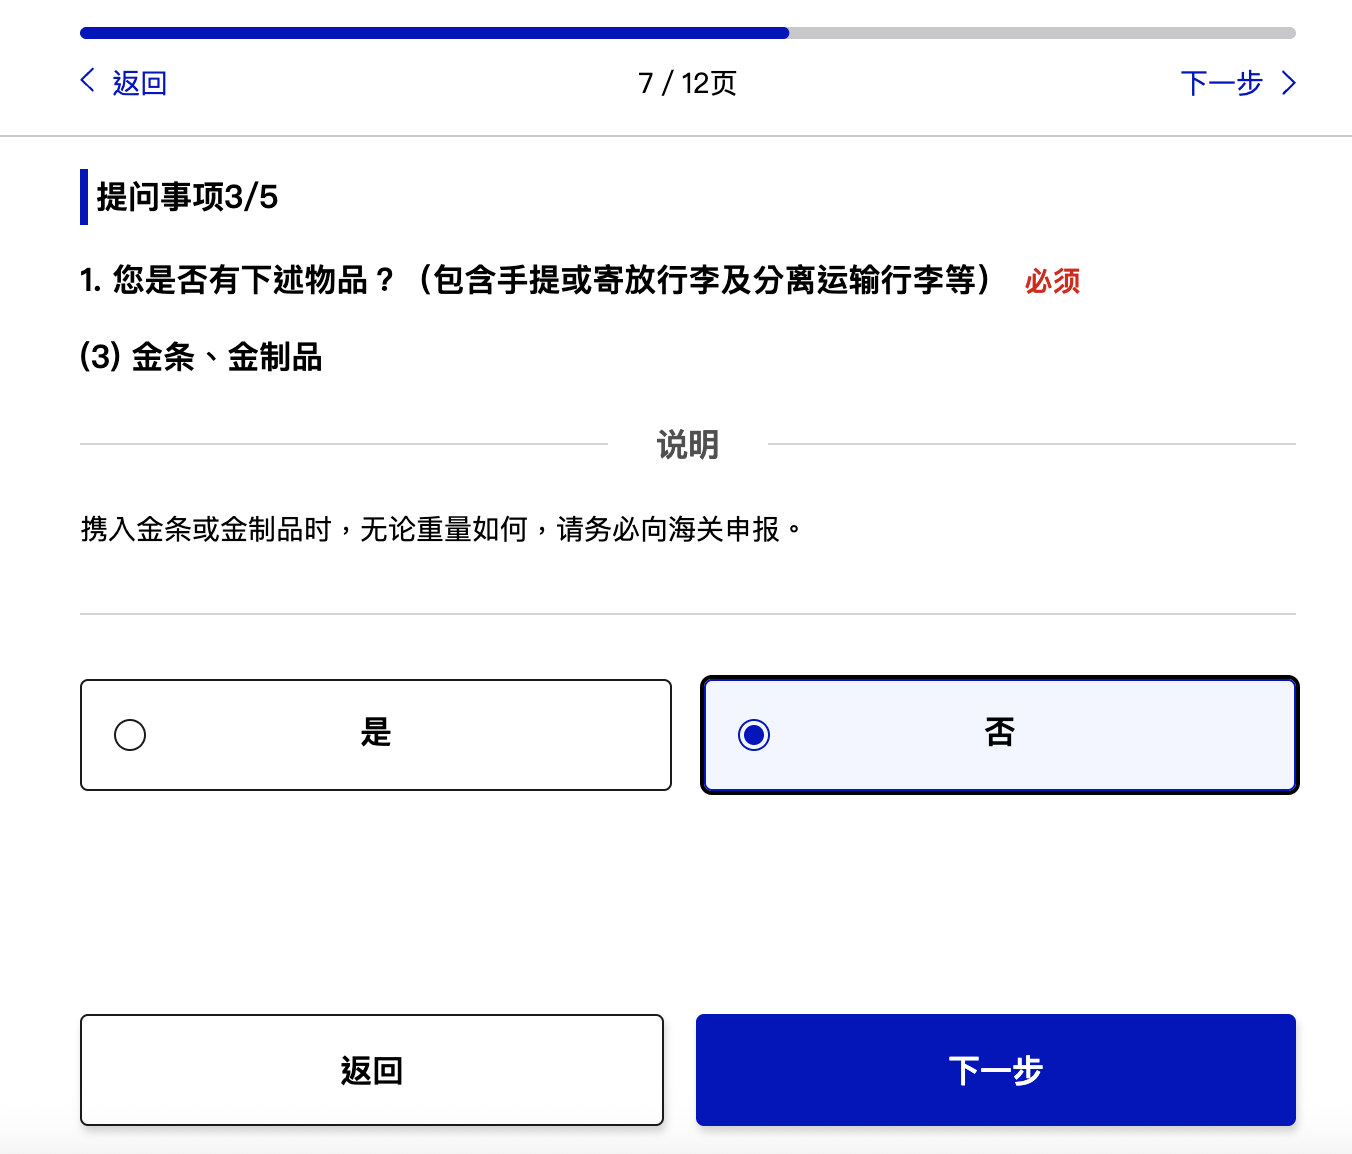 返回
7 / 12页
下一步
提问事项3/5
1. 您是否有下述物品？（包含手提或寄放行李及分离运输行李等） 必须
(3) 金条、金制品
说明
携入金条或金制品时，无论重量如何，请务必向海关申报。
是
否
返回
下一步